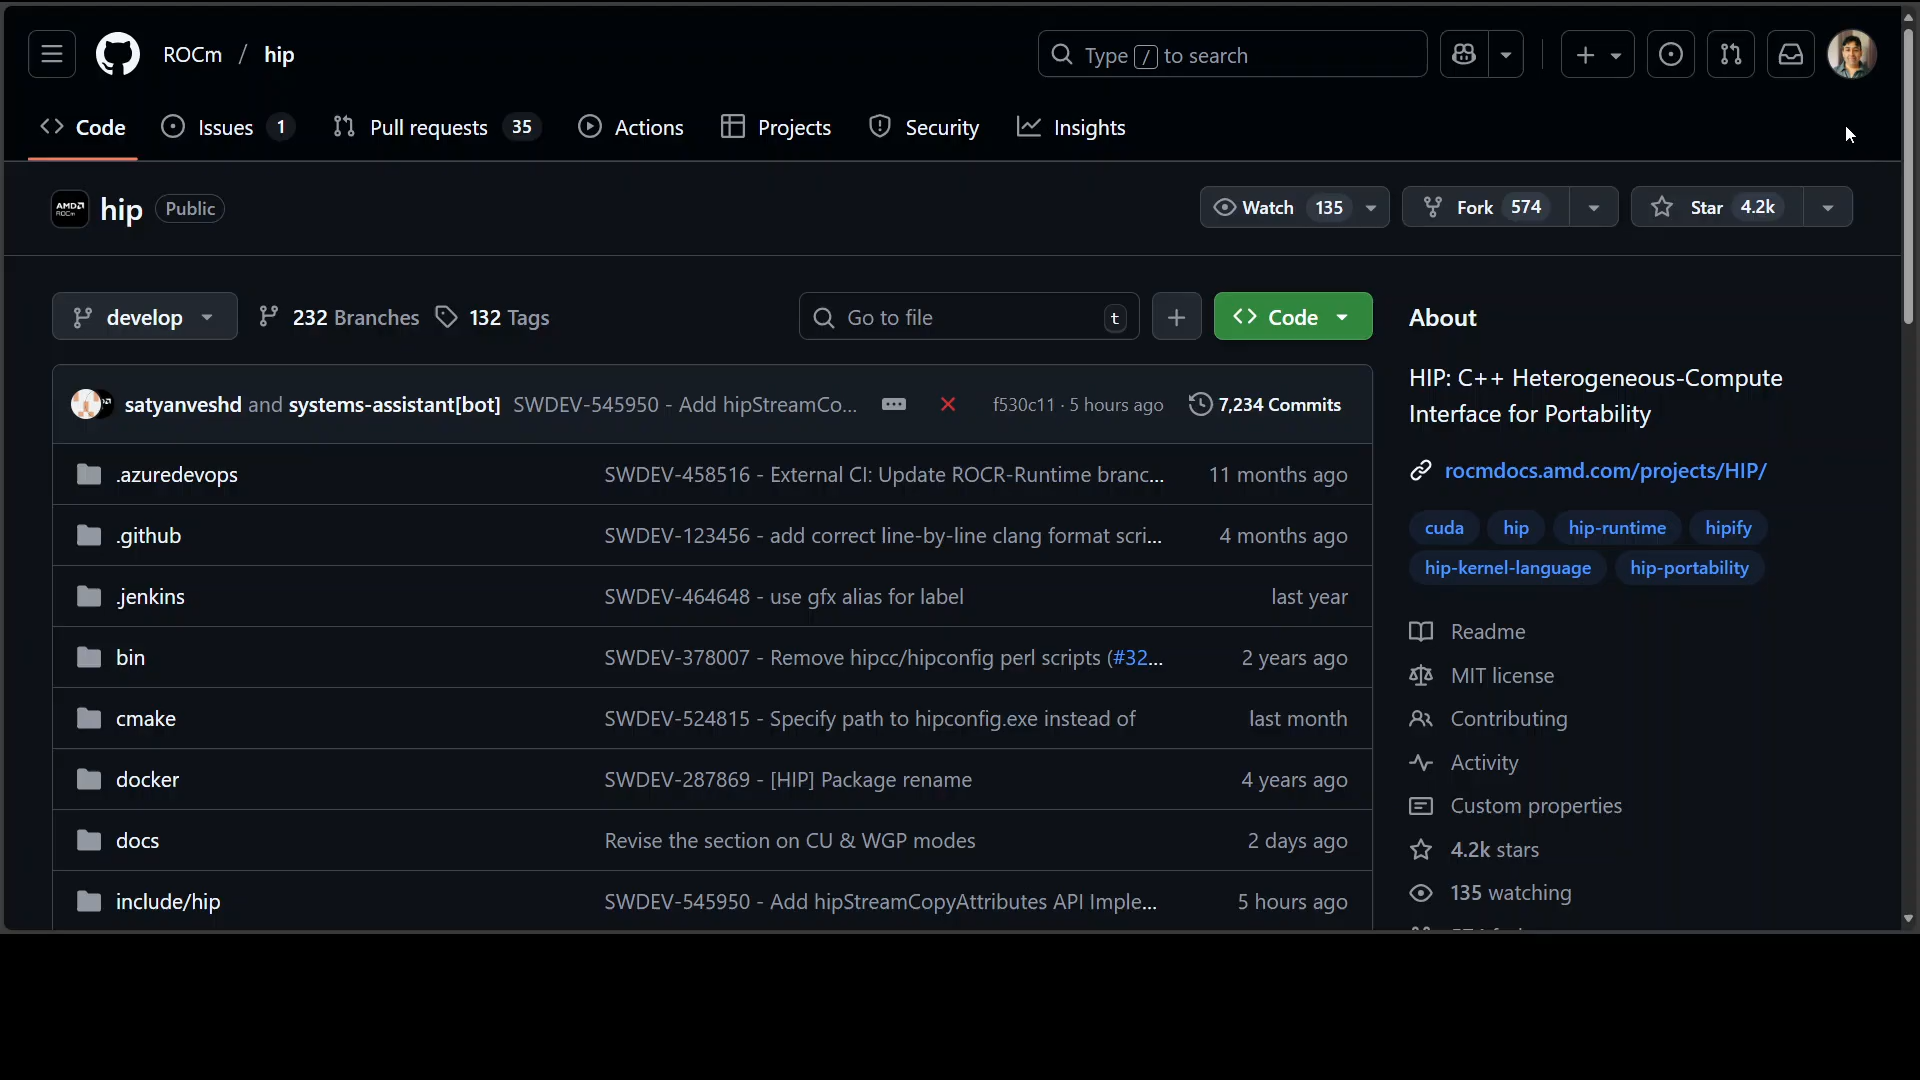 ROCm / hip
Type / to search
Code Issues 1 Pull requests 35 Actions Projects Security Insights
AMD ROCm hip Public Watch 135 Fork 574 Star 4.2k
develop 232 Branches 132 Tags Go to file t Code
satyanveshd and systems-assistant[bot] SWDEV-545950 - Add hipStreamCo... f530c11 · 5 hours ago 7,234 Commits
.azuredevops SWDEV-458516 - External CI: Update ROCR-Runtime branc... 11 months ago
.github SWDEV-123456 - add correct line-by-line clang format scri... 4 months ago
.jenkins SWDEV-464648 - use gfx alias for label last year
bin SWDEV-378007 - Remove hipcc/hipconfig perl scripts (#32... 2 years ago
cmake SWDEV-524815 - Specify path to hipconfig.exe instead of last month
docker SWDEV-287869 - [HIP] Package rename 4 years ago
docs Revise the section on CU & WGP modes 2 days ago
include/hip SWDEV-545950 - Add hipStreamCopyAttributes API Imple... 5 hours ago
About
HIP: C++ Heterogeneous-Compute
Interface for Portability
rocmdocs.amd.com/projects/HIP/
cuda hip hip-runtime hipify
hip-kernel-language hip-portability
Readme
MIT license
Contributing
Activity
Custom properties
4.2k stars
135 watching